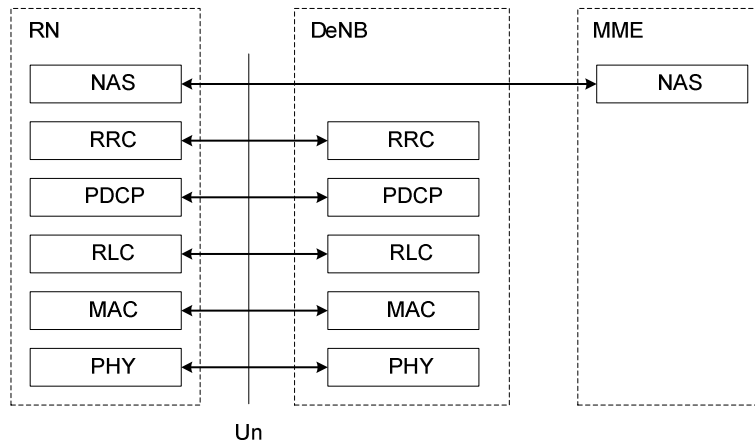 RN DeNB MME
NAS NAS
RRC RRC
PDCP PDCP
RLC RLC
MAC MAC
PHY PHY
Un